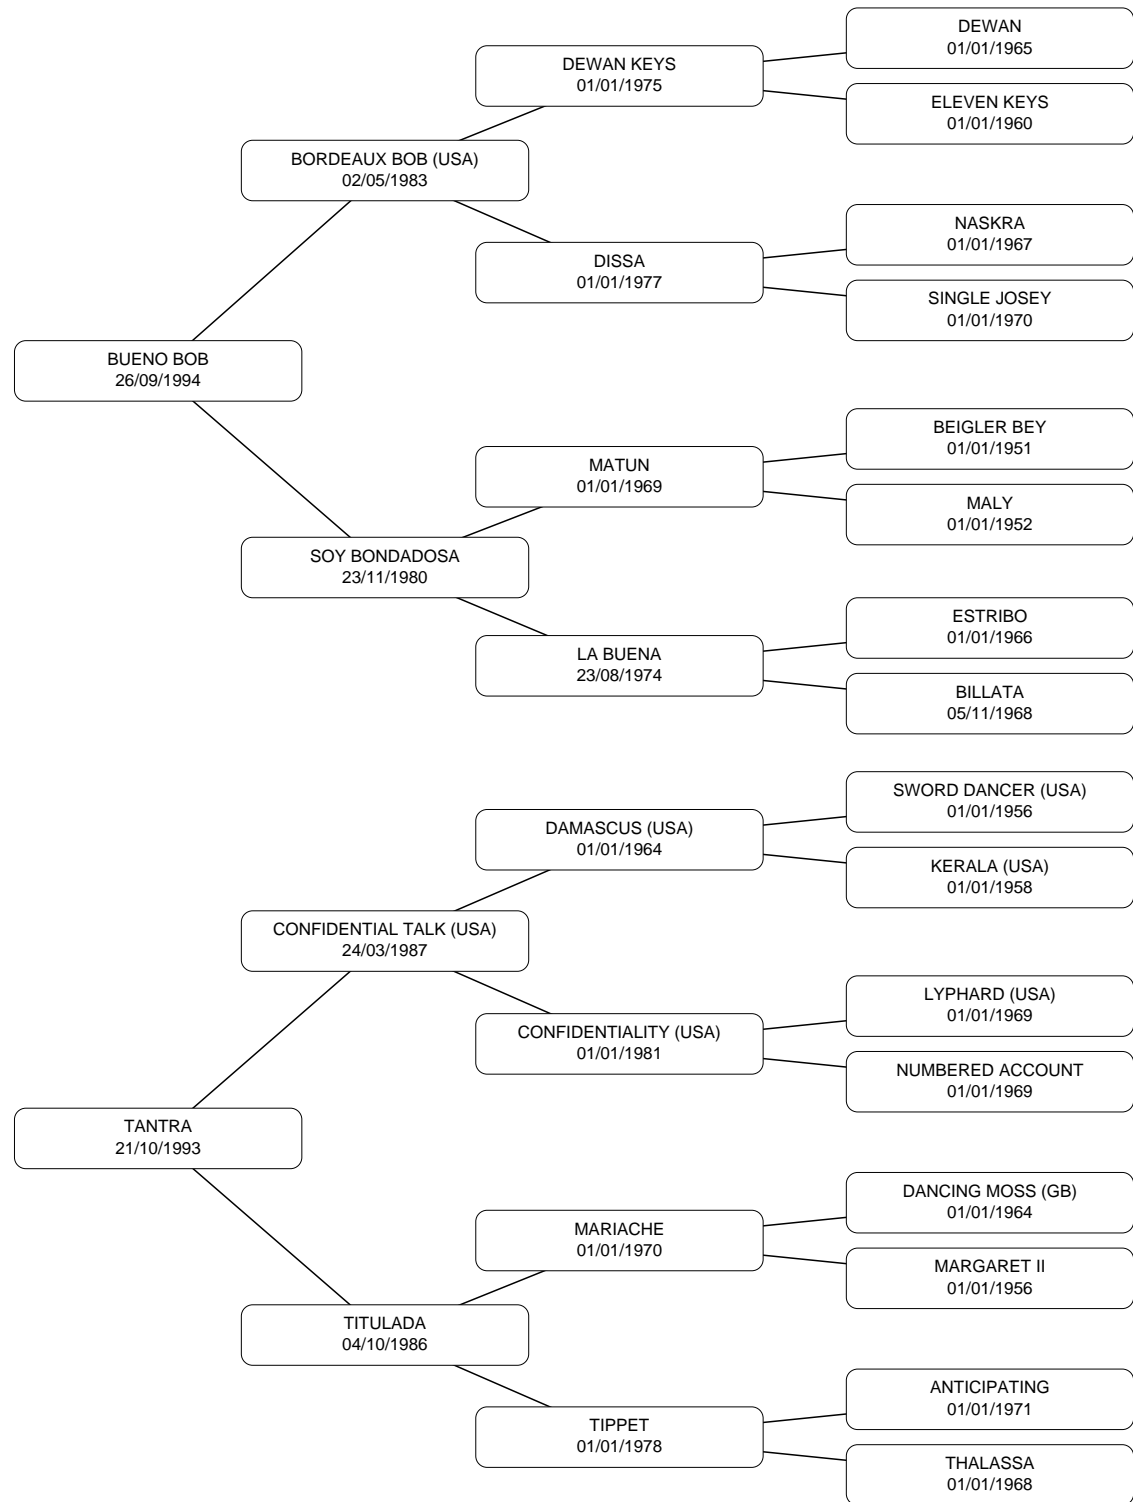 DEWAN
01/01/1965
DEWAN KEYS
01/01/1975
ELEVEN KEYS
01/01/1960
BORDEAUX BOB (USA)
02/05/1983
NASKRA
01/01/1967
DISSA
01/01/1977
SINGLE JOSEY
01/01/1970
BUENO BOB
26/09/1994
BEIGLER BEY
01/01/1951
MATUN
01/01/1969
MALY
01/01/1952
SOY BONDADOSA
23/11/1980
ESTRIBO
01/01/1966
LA BUENA
23/08/1974
BILLATA
05/11/1968
SWORD DANCER (USA)
01/01/1956
DAMASCUS (USA)
01/01/1964
KERALA (USA)
01/01/1958
CONFIDENTIAL TALK (USA)
24/03/1987
LYPHARD (USA)
01/01/1969
CONFIDENTIALITY (USA)
01/01/1981
NUMBERED ACCOUNT
01/01/1969
TANTRA
21/10/1993
DANCING MOSS (GB)
01/01/1964
MARIACHE
01/01/1970
MARGARET II
01/01/1956
TITULADA
04/10/1986
ANTICIPATING
01/01/1971
TIPPET
01/01/1978
THALASSA
01/01/1968